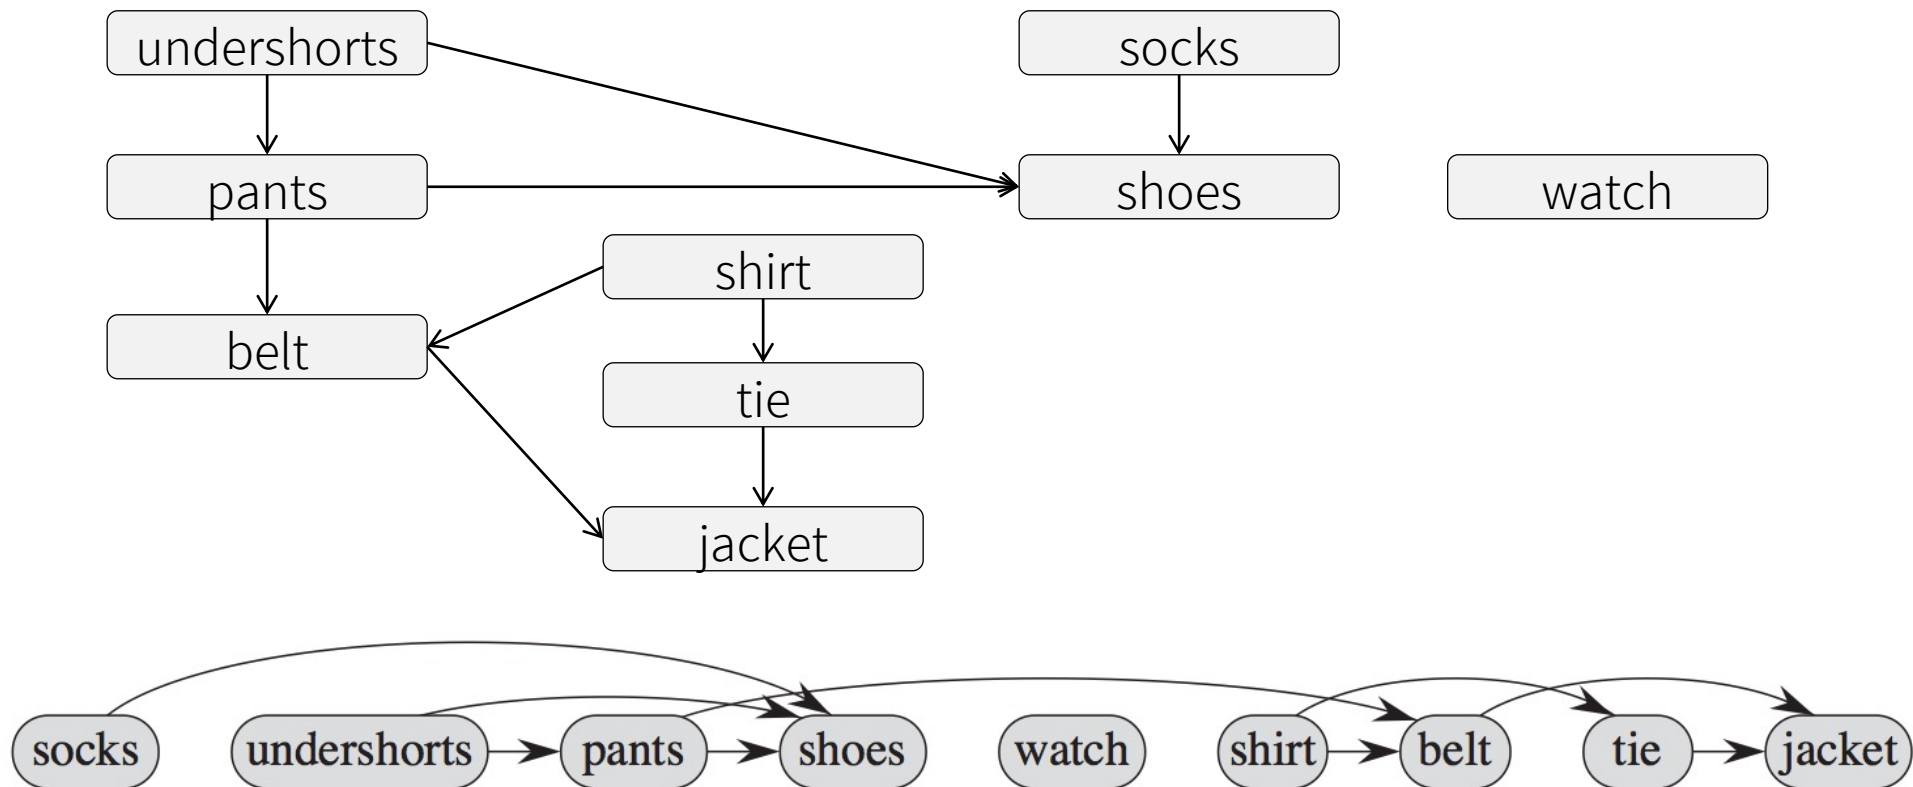 undershorts
socks
pants
shoes
watch
shirt
belt
tie
jacket
socks undershorts pants shoes watch shirt belt tie jacket